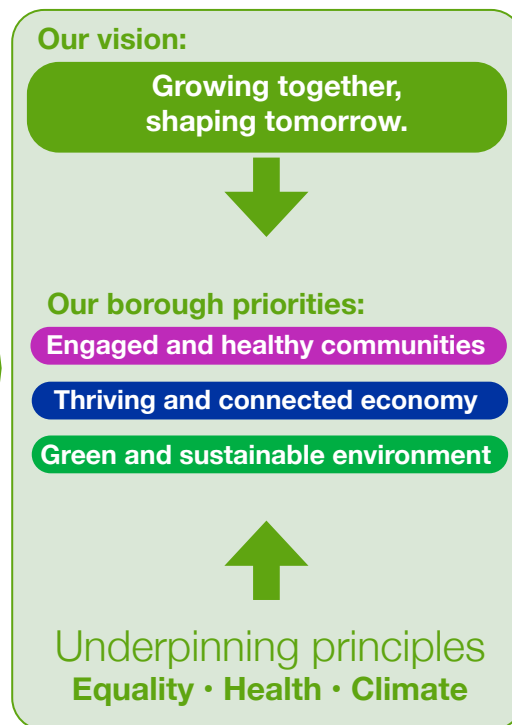 Our vision:
Growing together,
shaping tomorrow.
Our borough priorities:
Engaged and healthy communities
Thriving and connected economy
Green and sustainable environment
Underpinning principles
Equality • Health • Climate